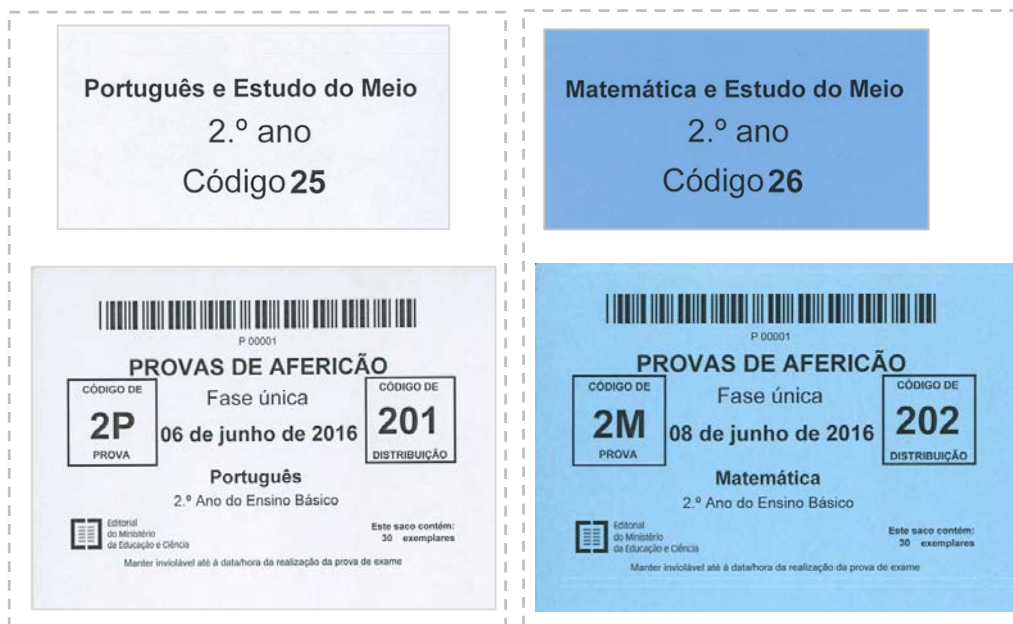 Português e Estudo do Meio
2.º ano
Código 25
P 00001
PROVAS DE AFERICÃO
CÓDIGO DE
2P
PROVA
Fase única
06 de junho de 2016
CÓDIGO DE
201
DISTRIBUIÇÃO
Português
2.º Ano do Ensino Básico
Editorial
do Ministério
da Educação e Ciência
Este saco contém:
30 exemplares
Manter inviolável até à data/hora da realização da prova de exame
Matemática e Estudo do Meio
2.º ano
Código 26
P 00001
PROVAS DE AFERICÃO
CÓDIGO DE
2M
PROVA
Fase única
08 de junho de 2016
CÓDIGO DE
202
DISTRIBUIÇÃO
Matemática
2.º Ano do Ensino Básico
Editorial
do Ministério
da Educação e Ciência
Este saco contém:
30 exemplares
Manter inviolável até à data/hora da realização da prova de exame